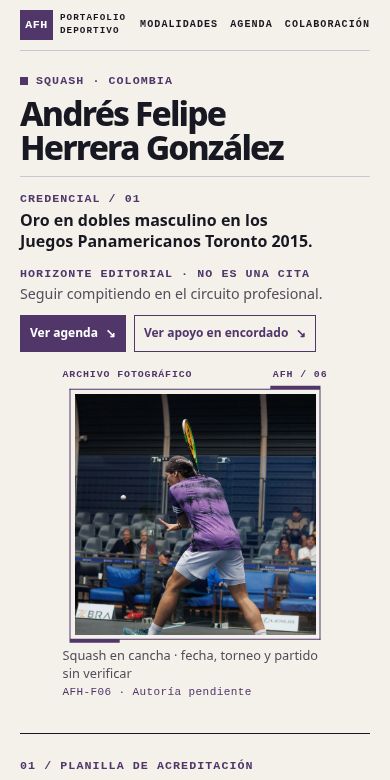 AFH
PORTAFOLIO
DEPORTIVO
MODALIDADES AGENDA COLABORACIÓN
SQUASH · COLOMBIA
Andrés Felipe
Herrera González
CREDENCIAL / 01
Oro en dobles masculino en los
Juegos Panamericanos Toronto 2015.
HORIZONTE EDITORIAL · NO ES UNA CITA
Seguir compitiendo en el circuito profesional.
Ver agenda ↘ Ver apoyo en encordado ↘
ARCHIVO FOTOGRÁFICO AFH / 06
BRA
Squash en cancha · fecha, torneo y partido
sin verificar
AFH-F06 · Autoría pendiente
01 / PLANILLA DE ACREDITACIÓN